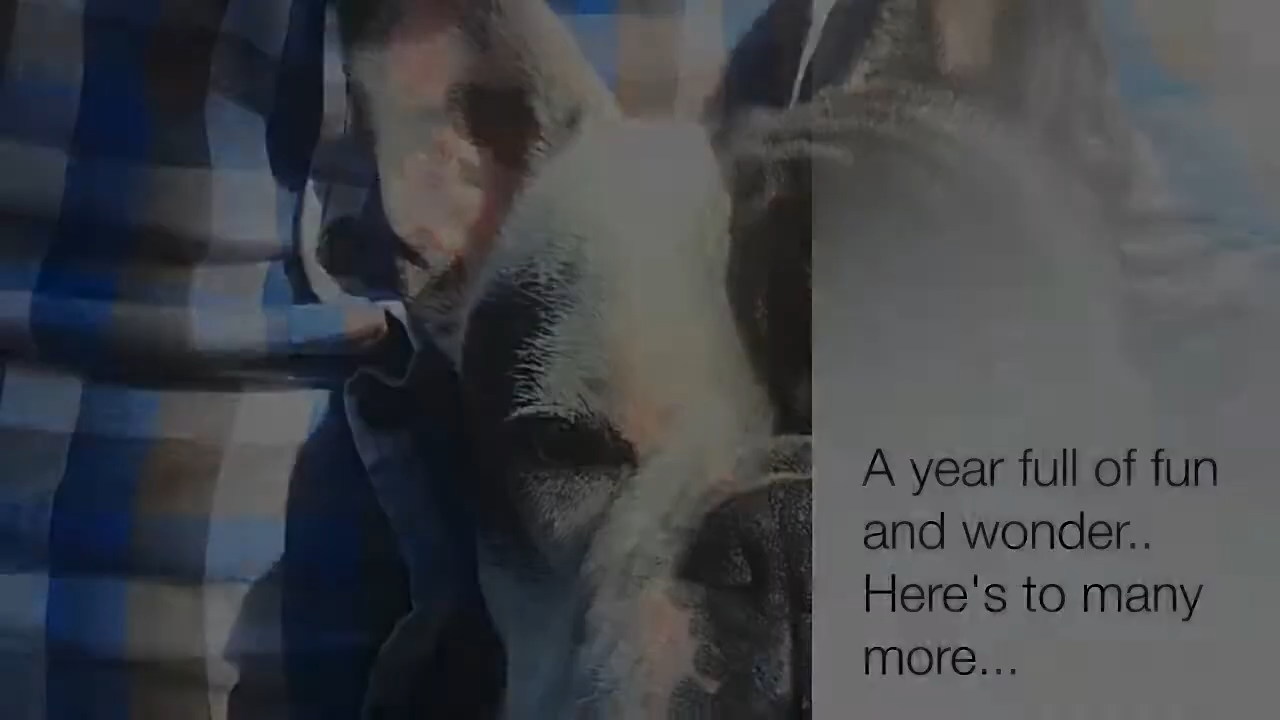 A year full of fun
and wonder..
Here's to many
more...